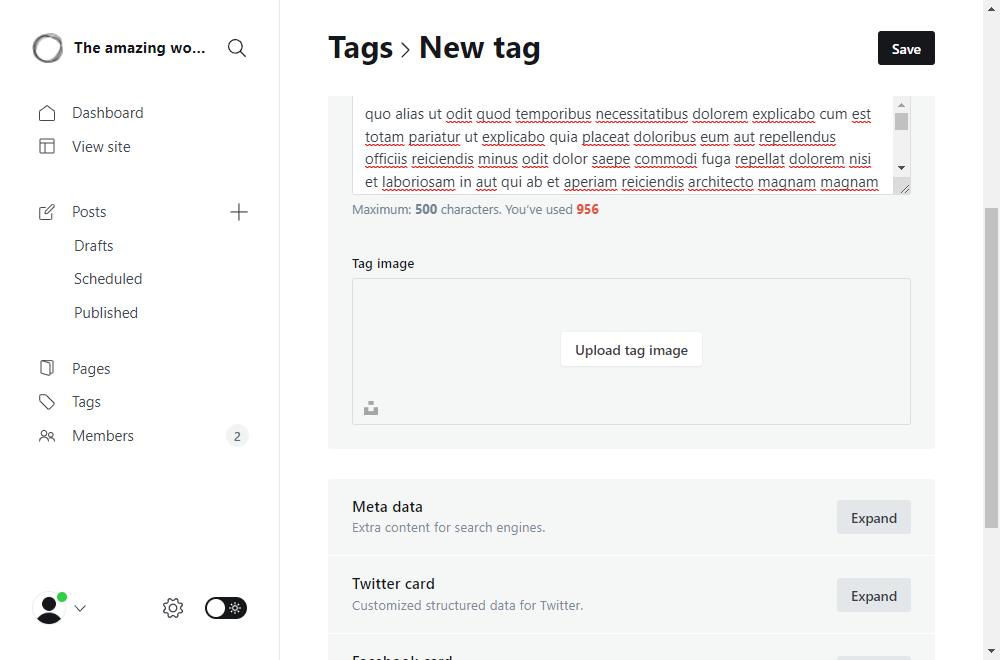 The amazing wo...
Dashboard
View site
Posts
Drafts
Scheduled
Published
Pages
Tags
Members
2
Tags
New tag
Save
quo alias ut odit quod temporibus necessitatibus dolorem explicabo cum est
totam pariatur ut explicabo quia placeat doloribus eum aut repellendus
officiis reiciendis minus odit dolor saepe commodi fuga repellat dolorem nisi
et laboriosam in aut qui ab et aperiam reiciendis architecto magnam magnam
Maximum: 500 characters. You've used 956
Tag image
Upload tag image
Meta data
Extra content for search engines.
Expand
Twitter card
Customized structured data for Twitter.
Expand
Facebook card